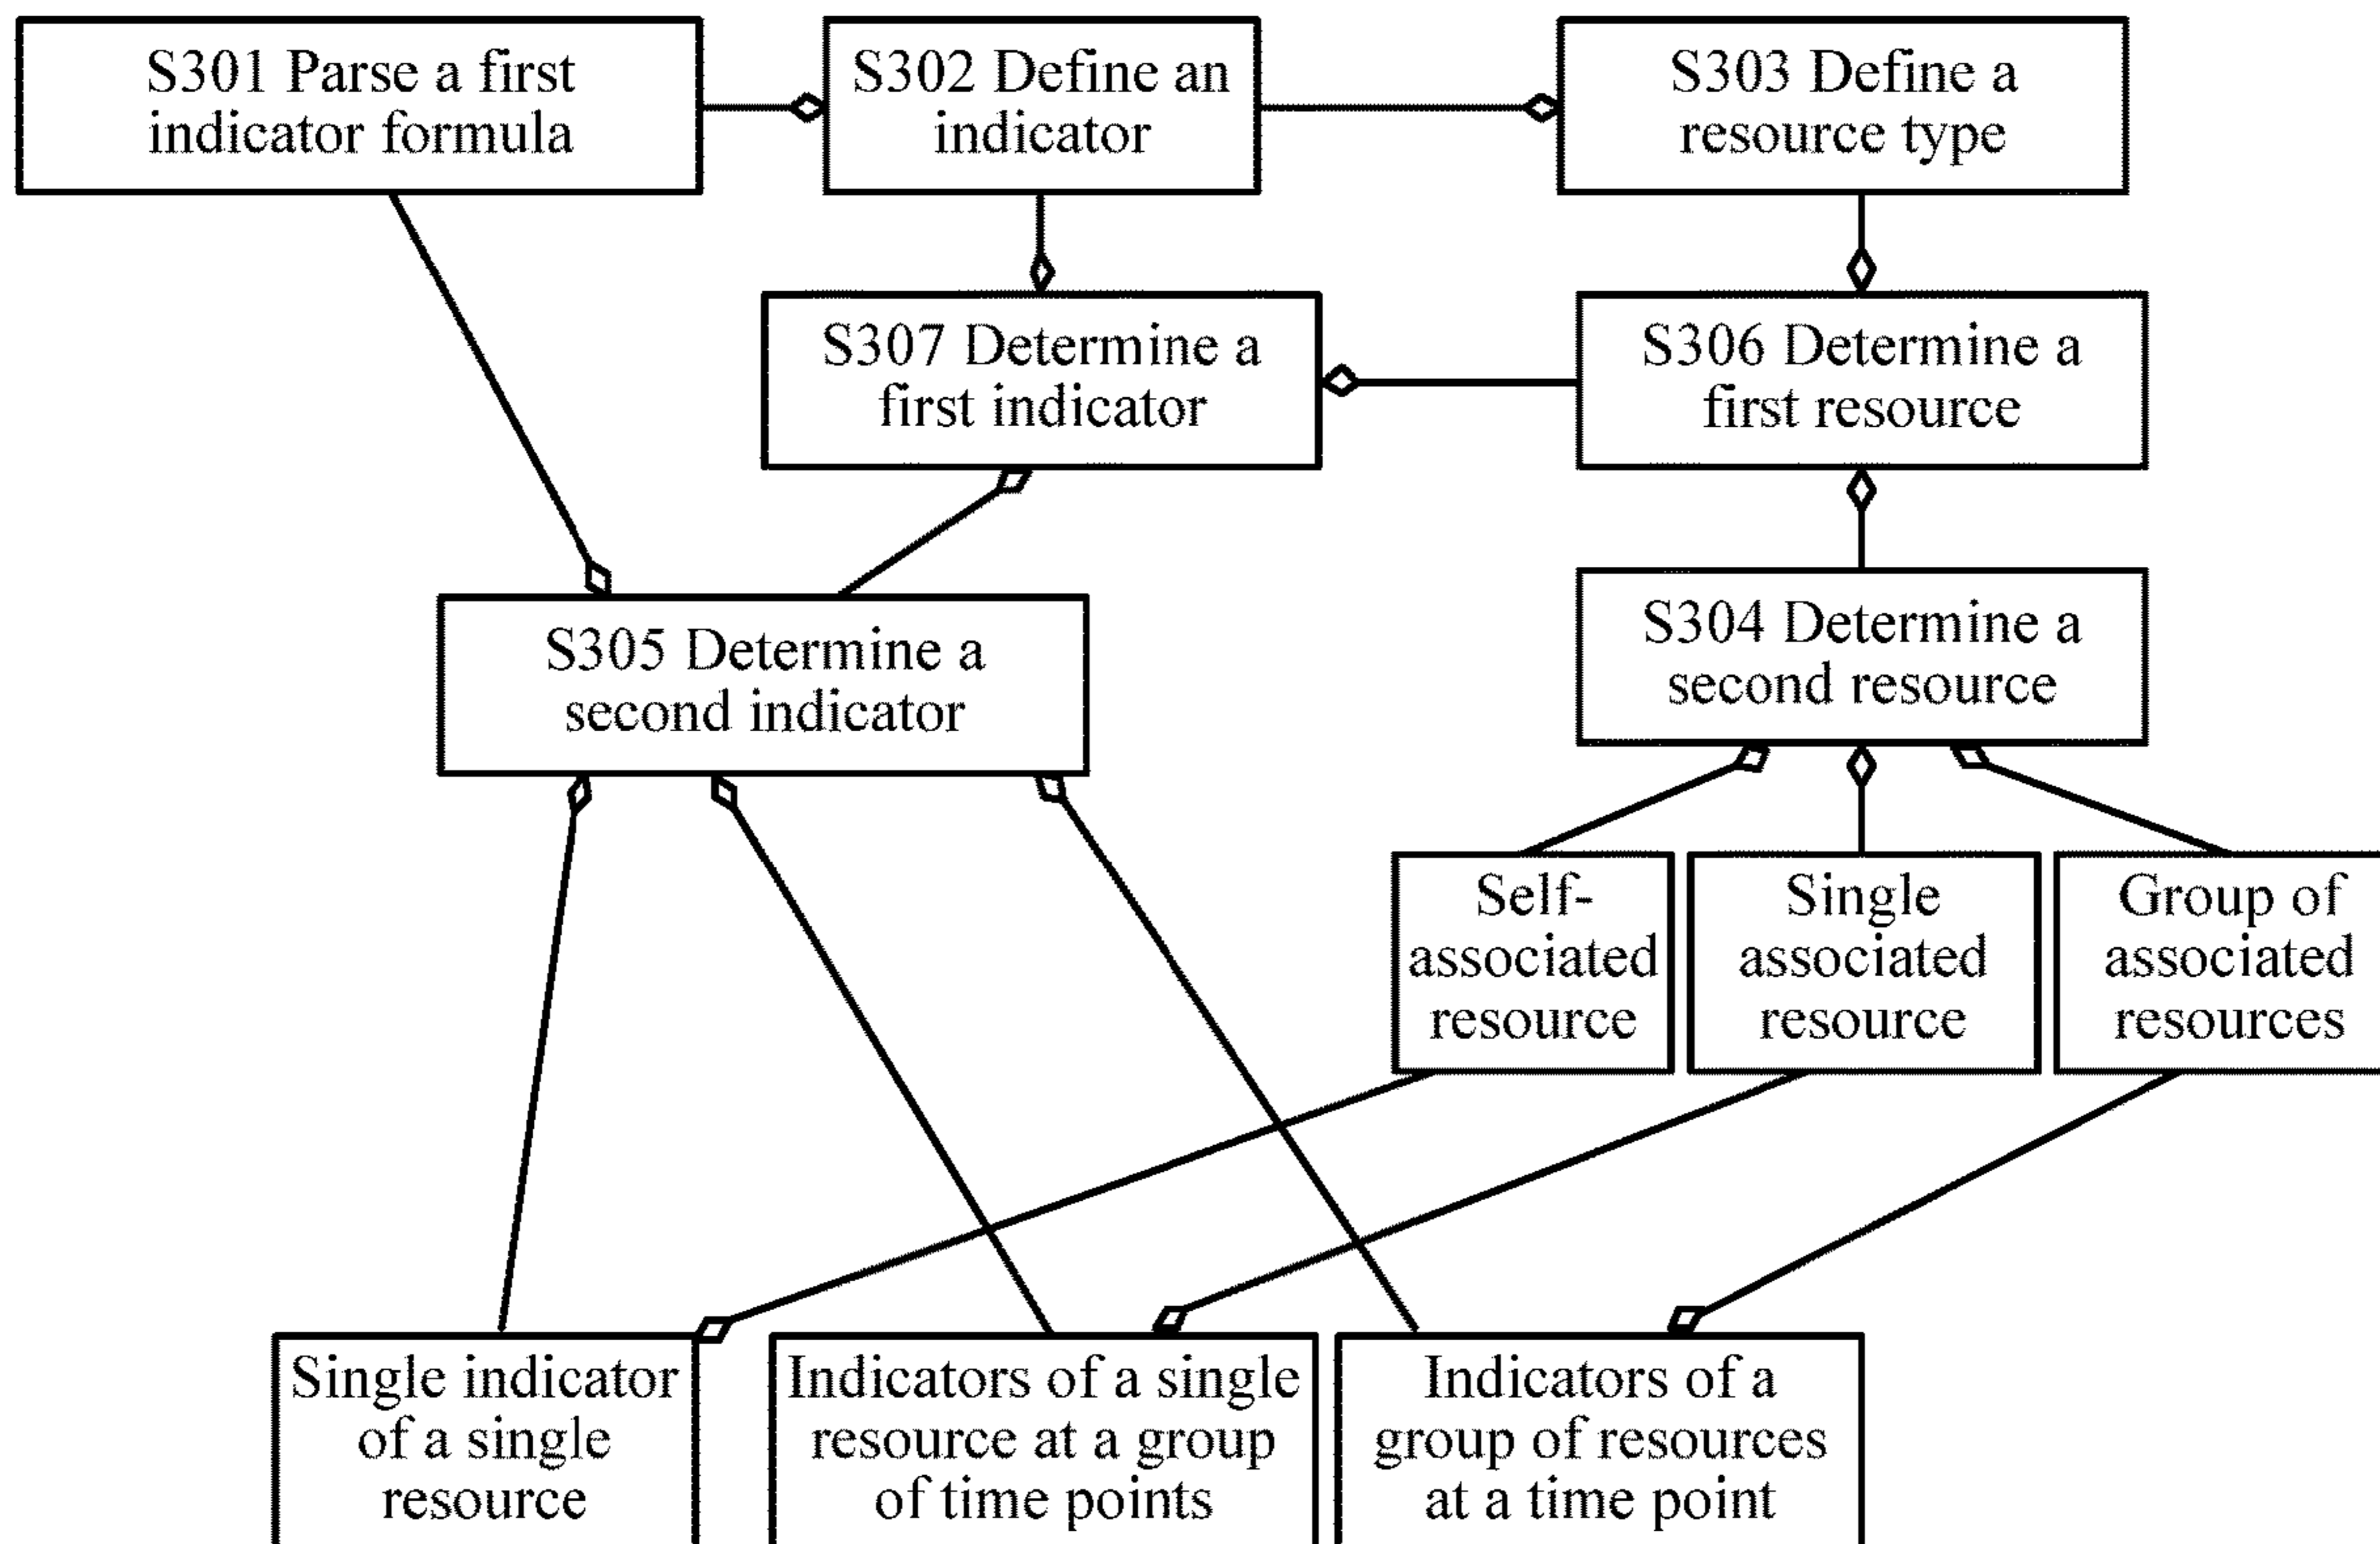 S301 Parse a first
indicator formula
S302 Define an
indicator
S303 Define a
resource type
S307 Determine a
first indicator
S306 Determine a
first resource
S305 Determine a
second indicator
S304 Determine a
second resource
Self-
associated
resource
Single
associated
resource
Group of
associated
resources
Single indicator
of a single
resource
Indicators of a single
resource at a group
of time points
Indicators of a
group of resources
at a time point